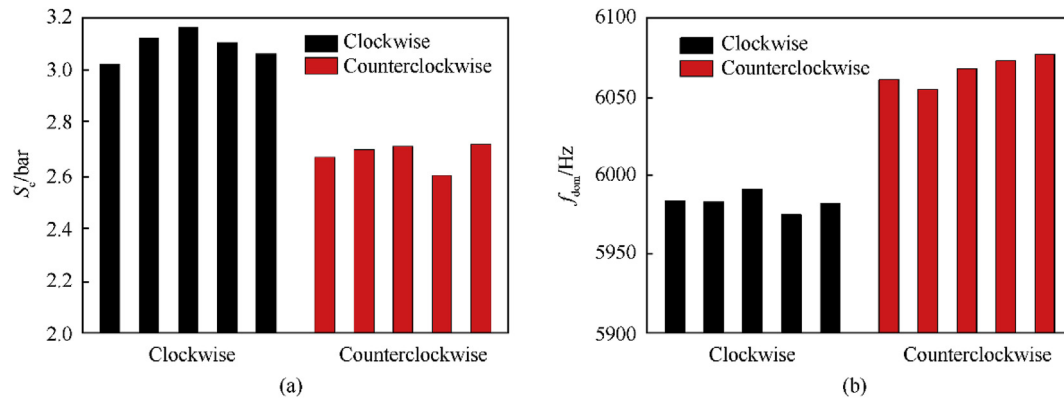 3.2
3.0
2.8
2.6
2.4
2.2
2.0
Sc/bar
Clockwise
Counterclockwise
Clockwise
Counterclockwise
(a)
6100
6050
6000
5950
5900
fdom/Hz
Clockwise
Counterclockwise
Clockwise
Counterclockwise
(b)